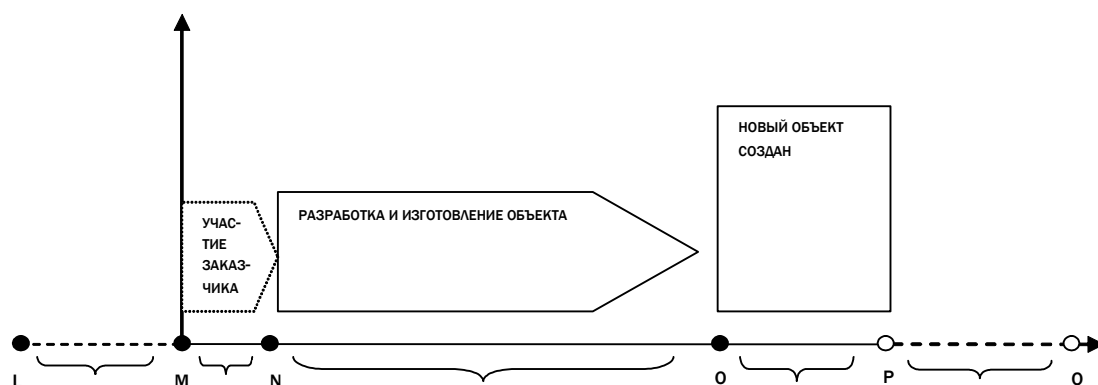 НОВЫЙ ОБЪЕКТ
СОЗДАН
РАЗРАБОТКА И ИЗГОТОВЛЕНИЕ ОБЪЕКТА
УЧАС-
ТИЕ
ЗАКАЗ-
ЧИКА
M N O P